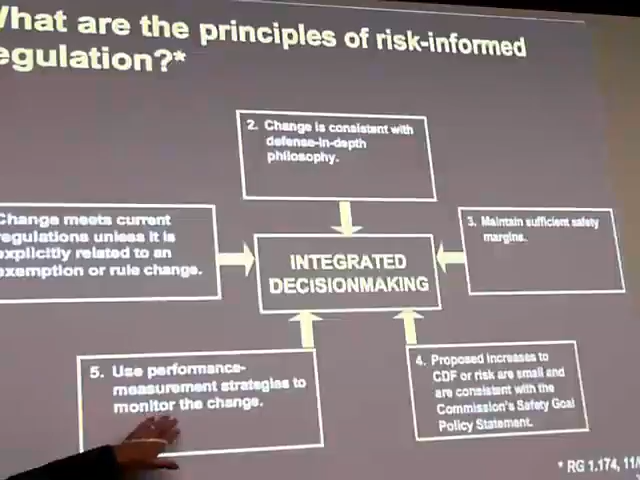 What are the principles of risk-informed
regulation?*
2. Change is consistent with
defense-in-depth
philosophy.
Change meets current
regulations unless it is
explicitly related to an
exemption or rule change.
3. Maintain sufficient safety
margins.
INTEGRATED
DECISIONMAKING
5. Use performance-
measurement strategies to
monitor the change.
4. Proposed increases to
CDF or risk are small and
are consistent with the
Commission's Safety Goal
Policy Statement.
* RG 1.174, 11/